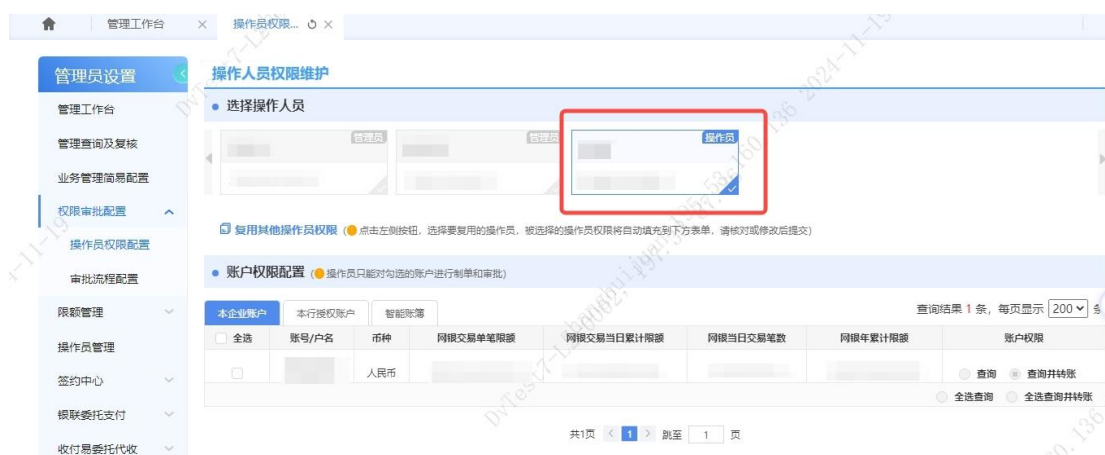 管理工作台 × 操作员权限... ×
管理员设置
操作人员权限维护
管理工作台
选择操作人员
管理查询及复核
管理员 管理员 操作员
业务管理简易配置
权限审批配置
复用其他操作员权限 ( 点击左侧按钮，选择要复用的操作员，被选择的操作员权限将自动填充到下方表单，请核对或修改后提交)
操作员权限配置
账户权限配置 ( 操作员只能对勾选的账户进行制单和审批)
审批流程配置
限额管理
本企业账户 本行授权账户 智能账簿 查询结果 1 条，每页显示 200 条
全选 账号/户名 币种 网银交易单笔限额 网银交易当日累计限额 网银当日交易笔数 网银年累计限额 账户权限
操作员管理
人民币 查询 查询并转账
签约中心
全选查询 全选查询并转账
银联委托支付
共1页 < 1 > 跳至 1 页
收付易委托代收